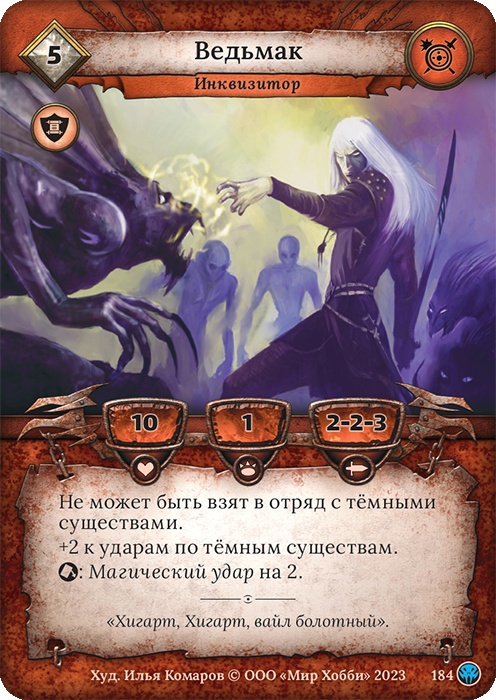 5
Ведьмак
Инквизитор
10
1
2-2-3
Не может быть взят в отряд с тёмными
существами.
+2 к ударам по тёмным существам.
: Магический удар на 2.
«Хигарт, Хигарт, вайл болотный».
Худ. Илья Комаров © ООО «Мир Хобби» 2023
184